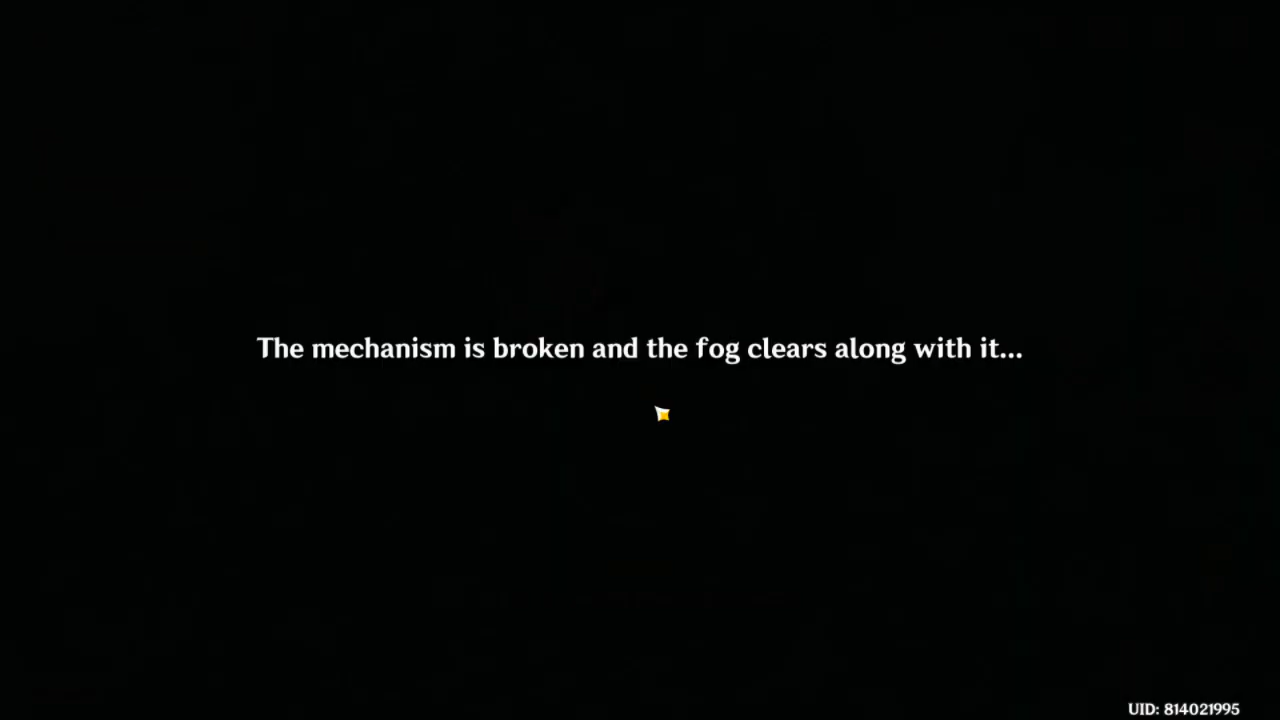 The mechanism is broken and the fog clears along with it...
UID: 814021995